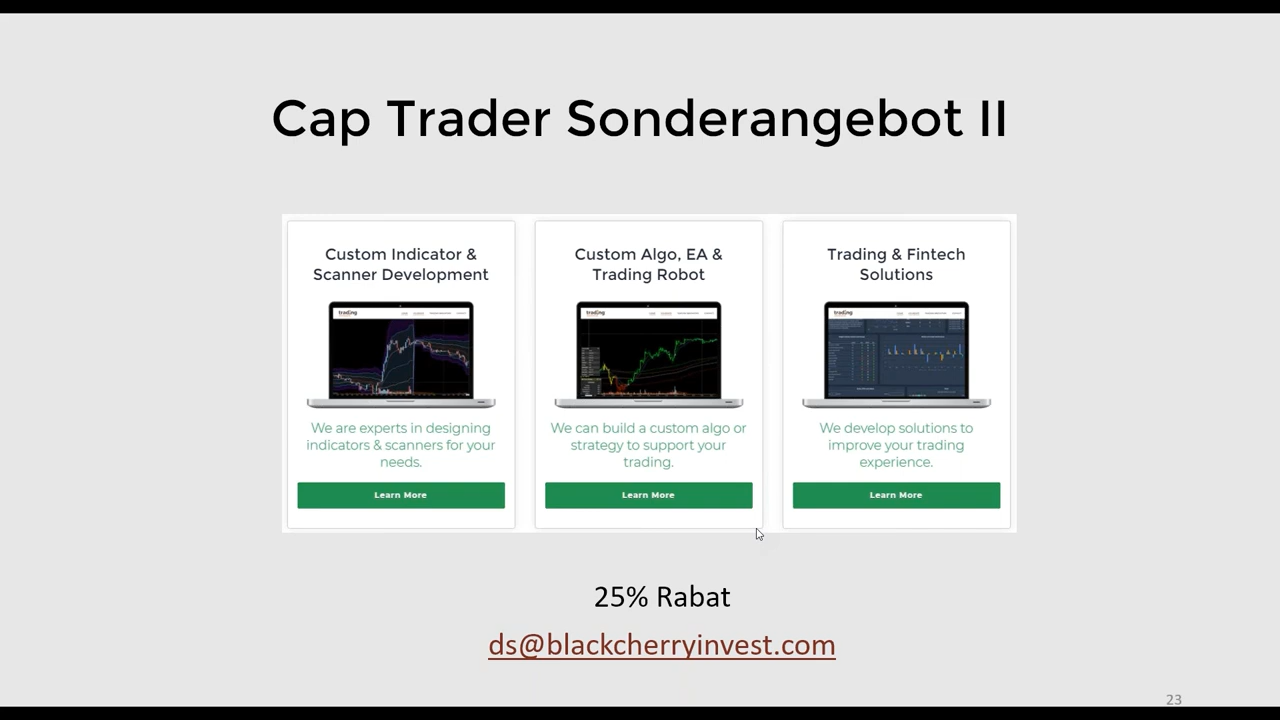 Cap Trader Sonderangebot II
Custom Indicator &
Scanner Development
trading
We are experts in designing
indicators & scanners for your
needs.
Learn More
Custom Algo, EA &
Trading Robot
trading
We can build a custom algo or
strategy to support your
trading.
Learn More
Trading & Fintech
Solutions
trading
We develop solutions to
improve your trading
experience.
Learn More
25% Rabat
ds@blackcherryinvest.com
23